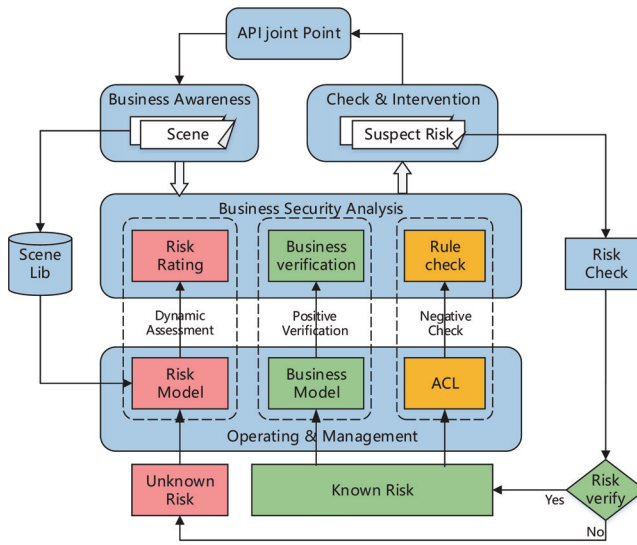 API joint Point
Business Awareness
Scene
Check & Intervention
Suspect Risk
Business Security Analysis
Risk
Rating
Business
verification
Rule
check
Scene
Lib
Risk
Check
Dynamic
Assessment
Positive
Verification
Negative
Check
Risk
Model
Business
Model
ACL
Operating & Management
Unknown
Risk
Known Risk
Yes
Risk
verify
No